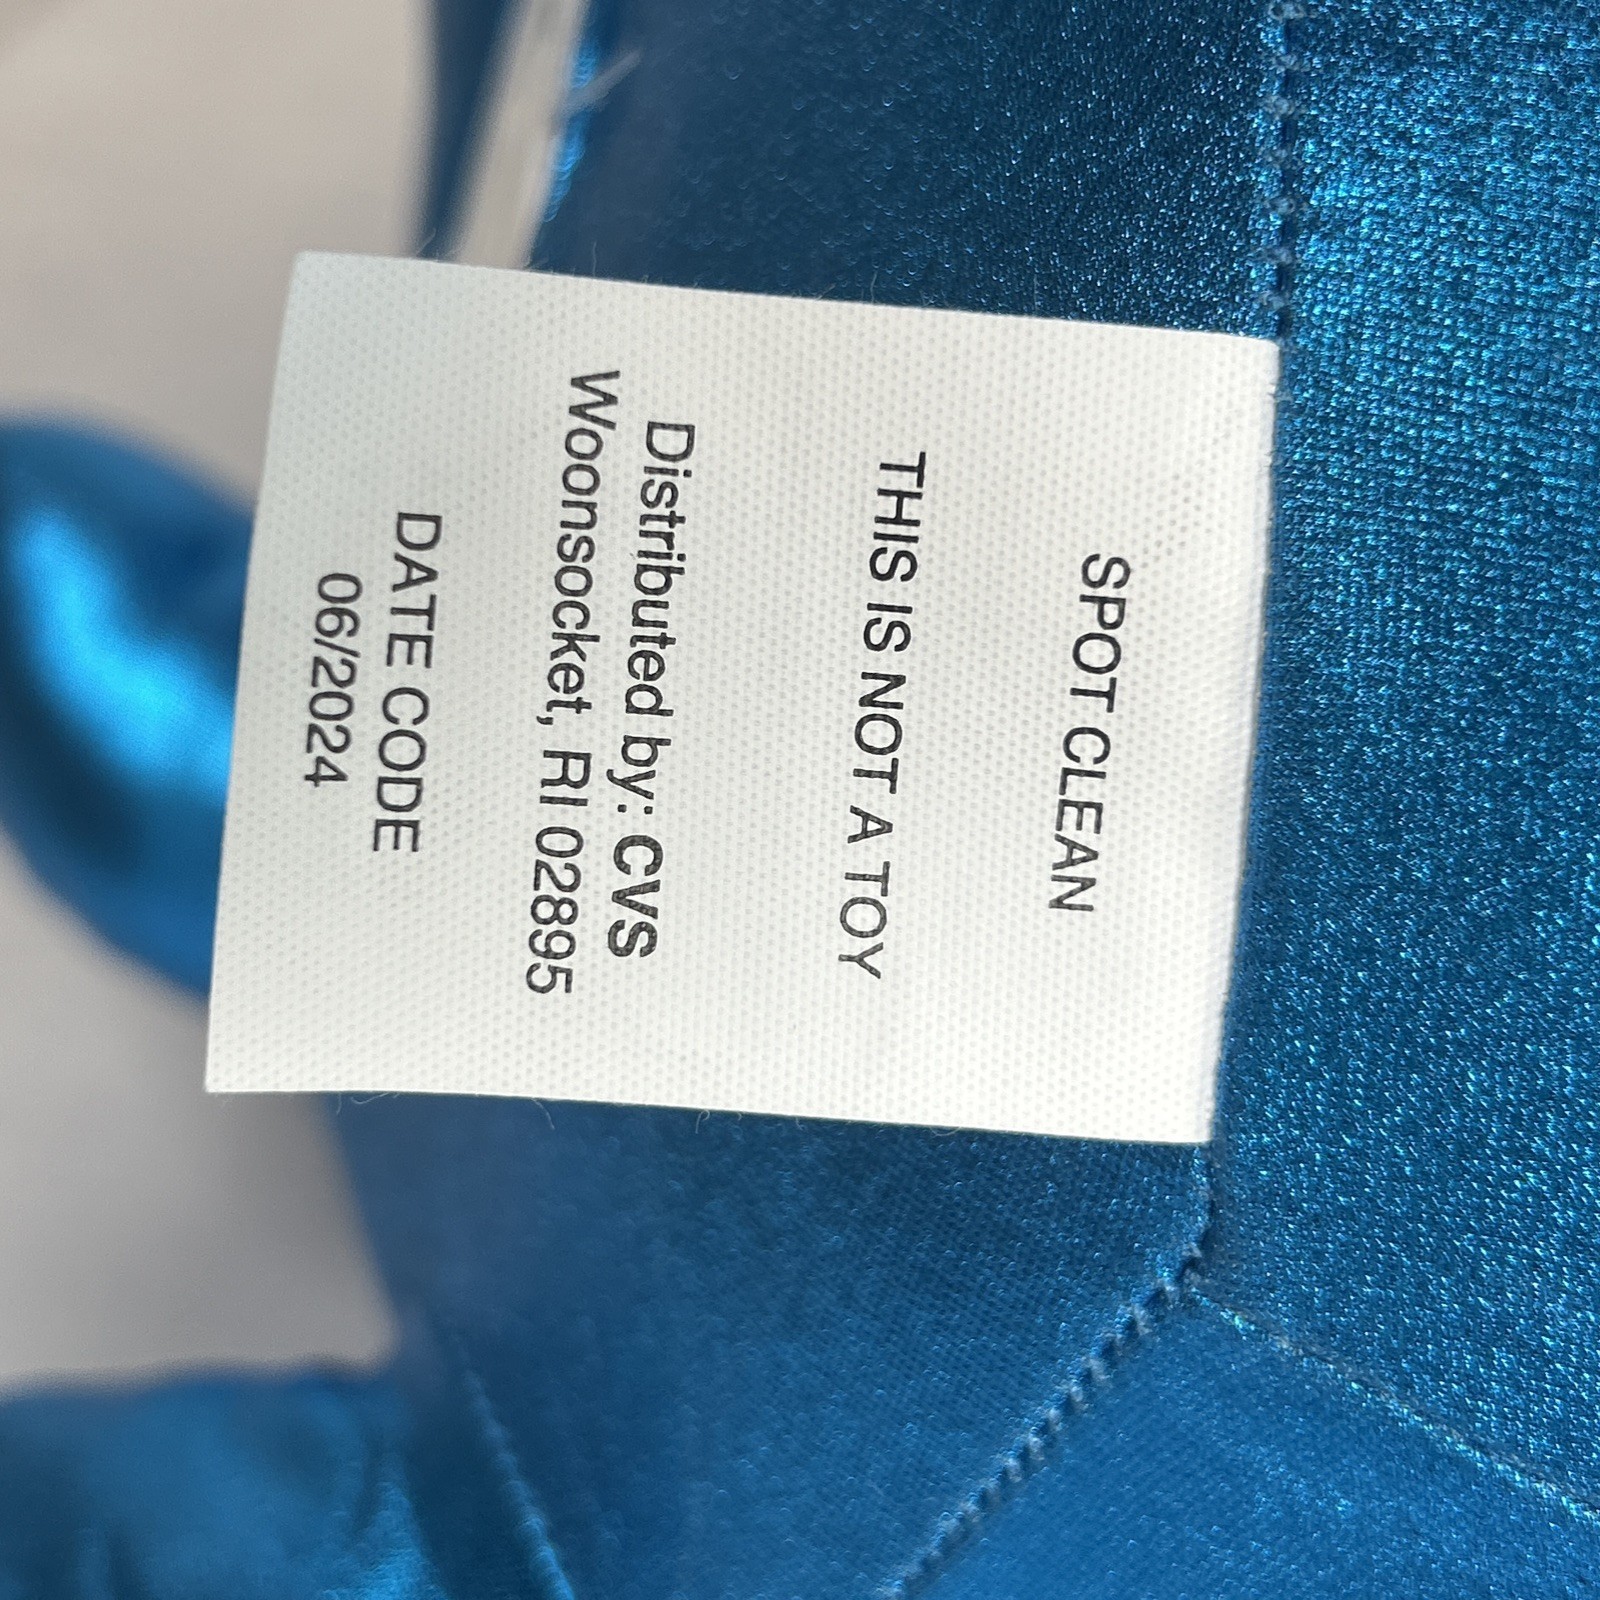 SPOT CLEAN
THIS IS NOT A TOY
Distributed by: CVS
Woonsocket, RI 02895
DATE CODE
06/2024